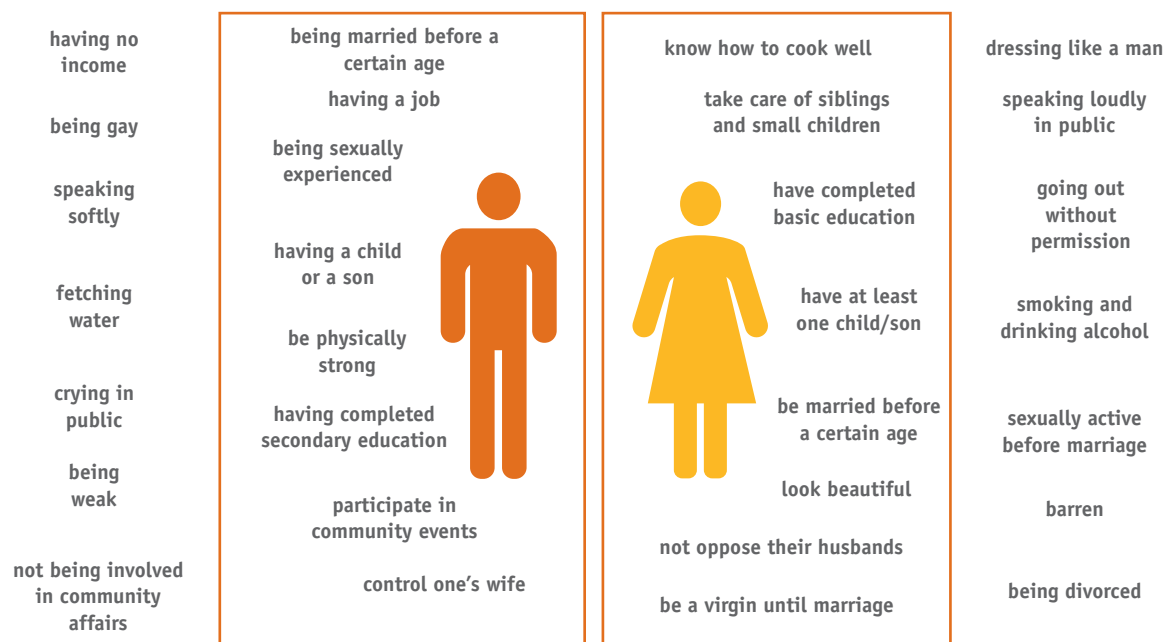 having no
income
being gay
speaking
softly
fetching
water
crying in
public
being
weak
not being involved
in community
affairs
being married before a
certain age
having a job
being sexually
experienced
having a child
or a son
be physically
strong
having completed
secondary education
participate in
community events
control one's wife
know how to cook well
take care of siblings
and small children
have completed
basic education
have at least
one child/son
be married before
a certain age
look beautiful
not oppose their husbands
be a virgin until marriage
dressing like a man
speaking loudly
in public
going out
without
permission
smoking and
drinking alcohol
sexually active
before marriage
barren
being divorced